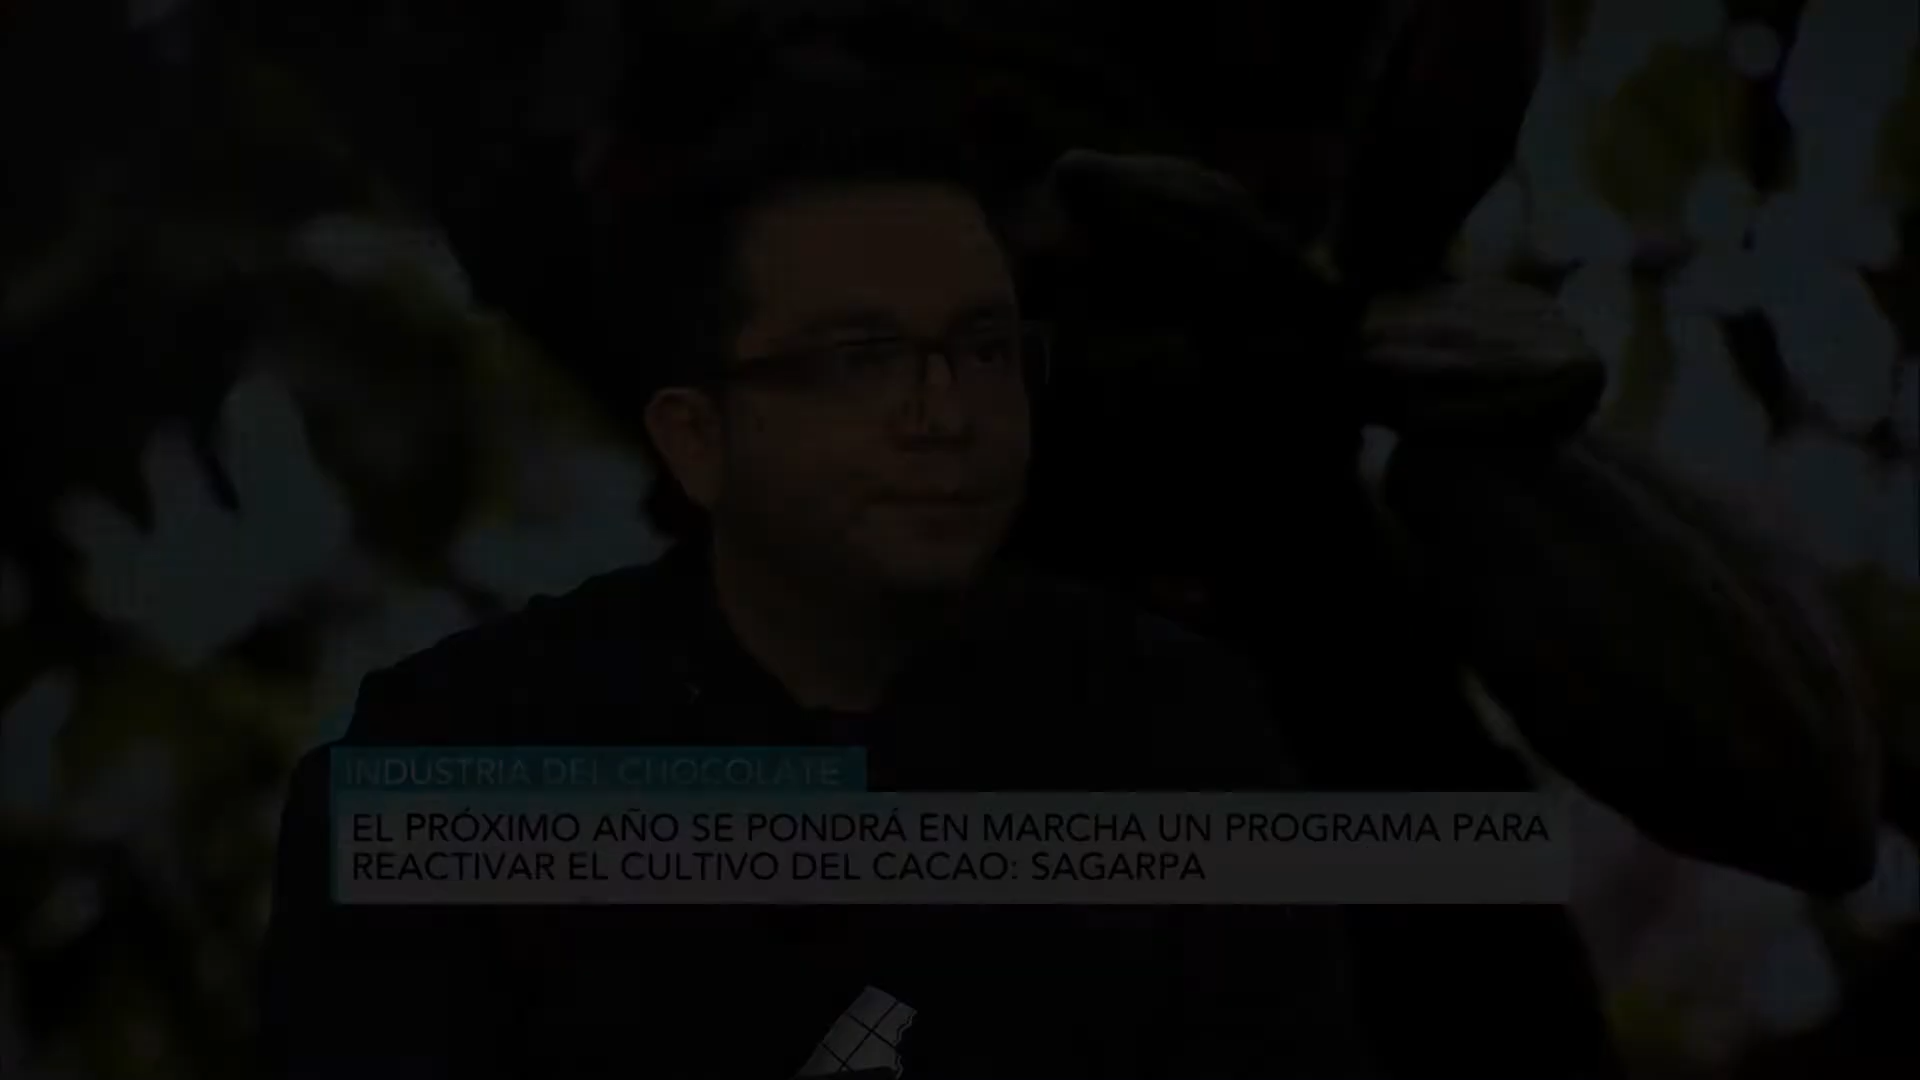 INDUSTRIA DEL CHOCOLATE
EL PRÓXIMO AÑO SE PONDRÁ EN MARCHA UN PROGRAMA PARA
REACTIVAR EL CULTIVO DEL CACAO: SAGARPA